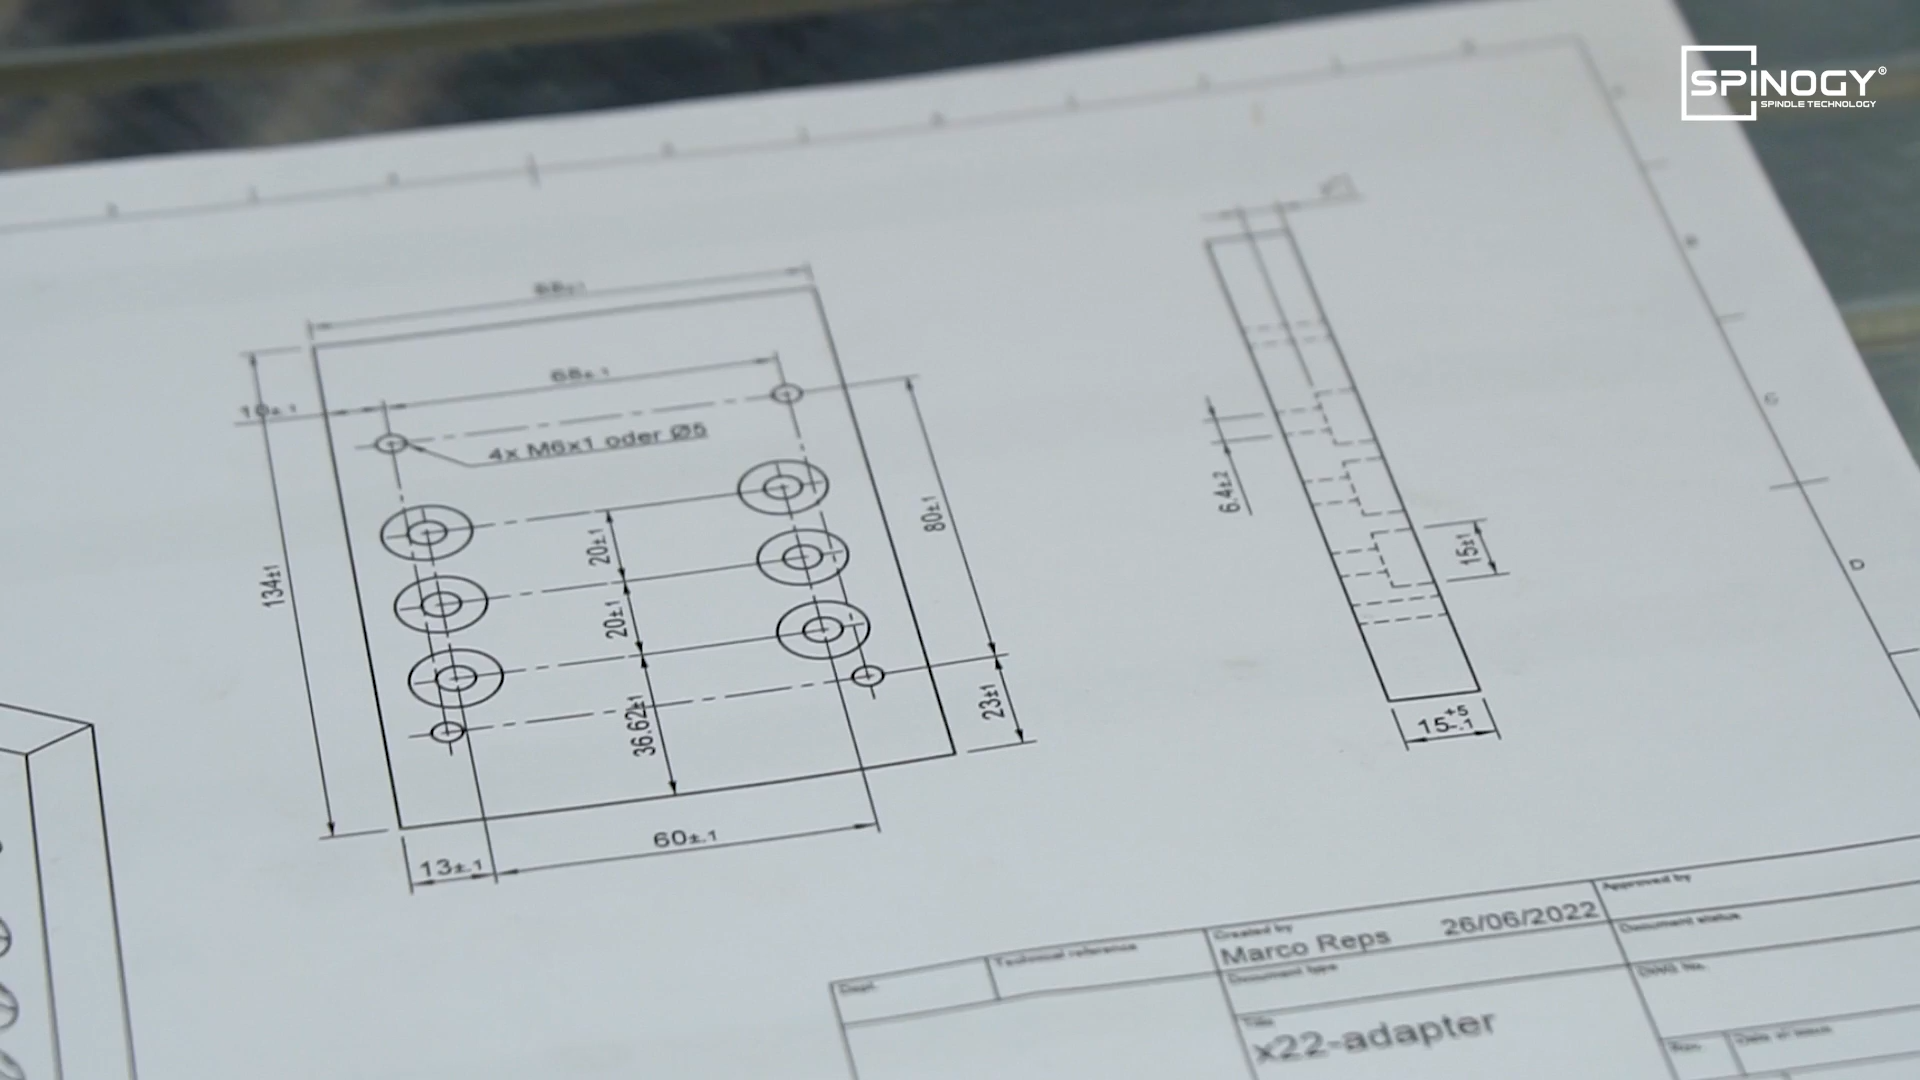 SPINOGY®
SPINDLE TECHNOLOGY
68±.1
10±.1
4x M6x1 oder Ø5
20±.1
80±.1
134±1
20±.1
36.62±1
23±1
60±.1
13±.1
6.4±.2
15±1
15+5-.1
C
D
Created by
Marco Reps 26/06/2022
Approved by
Dept.
Technical reference
Document type
Document status
Title
x22-adapter
DWG No.
Rev.
Date of issue